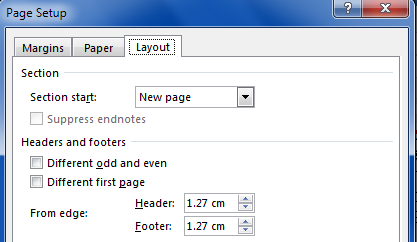 Page Setup
?
Margins Paper Layout
Section
Section start: New page
Suppress endnotes
Headers and footers
Different odd and even
Different first page
Header: 1.27 cm
From edge:
Footer: 1.27 cm